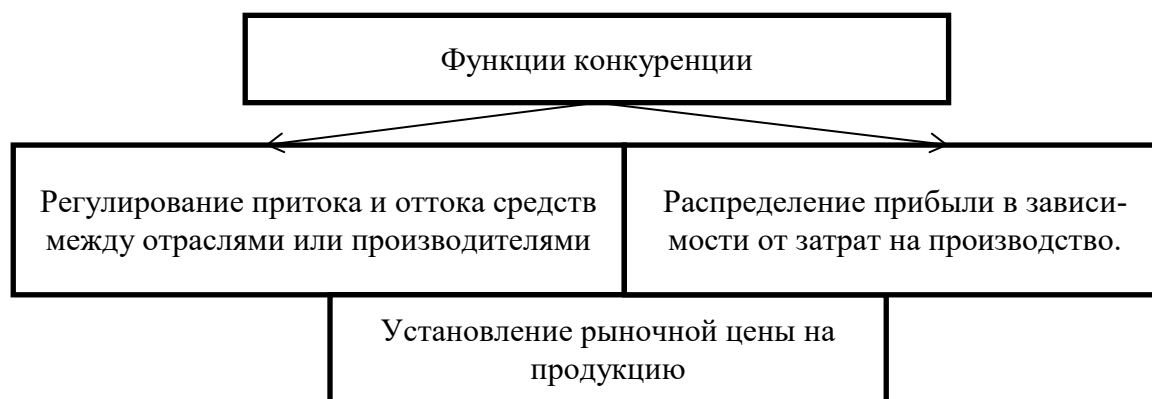 Функции конкуренции
Регулирование притока и оттока средств
между отраслями или производителями
Распределение прибыли в зависи-
мости от затрат на производство.
Установление рыночной цены на
продукцию